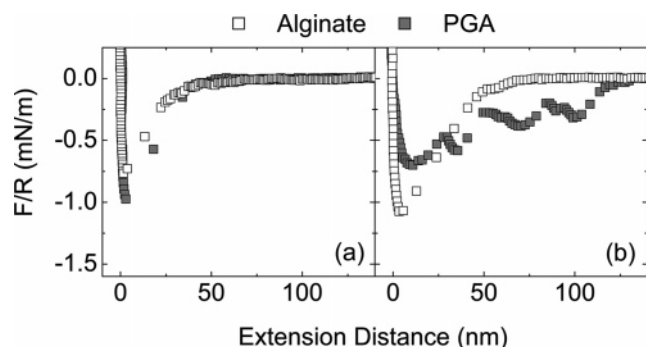 □ Alginate ■ PGA
F/R (mN/m)
0.0
-0.5
-1.0
-1.5
(a)
(b)
0 50 100
0 50 100
Extension Distance (nm)